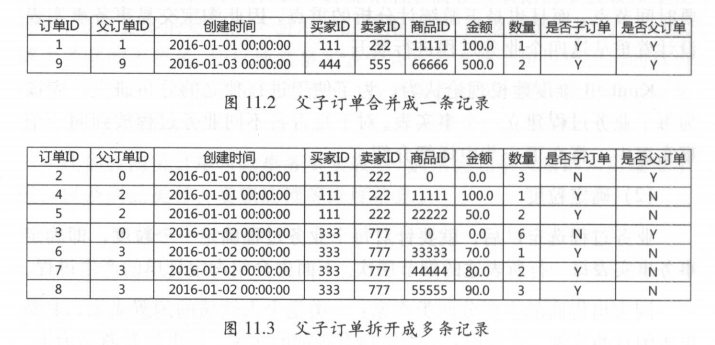 订单ID 父订单ID 创建时间 买家ID 卖家ID 商品ID 金额 数量 是否子订单 是否父订单
1 1 2016-01-01 00:00:00 111 222 11111 100.0 1 Y Y
9 9 2016-01-03 00:00:00 444 555 66666 500.0 2 Y Y
图 11.2 父子订单合并成一条记录
订单ID 父订单ID 创建时间 买家ID 卖家ID 商品ID 金额 数量 是否子订单 是否父订单
2 0 2016-01-01 00:00:00 111 222 0 0.0 3 N Y
4 2 2016-01-01 00:00:00 111 222 11111 100.0 1 Y N
5 2 2016-01-01 00:00:00 111 222 22222 50.0 2 Y N
3 0 2016-01-02 00:00:00 333 777 0 0.0 6 Y Y
6 3 2016-01-02 00:00:00 333 777 33333 70.0 1 Y N
7 3 2016-01-02 00:00:00 333 777 44444 80.0 2 Y N
8 3 2016-01-02 00:00:00 333 777 55555 90.0 3 Y N
图 11.3 父子订单拆开成多条记录